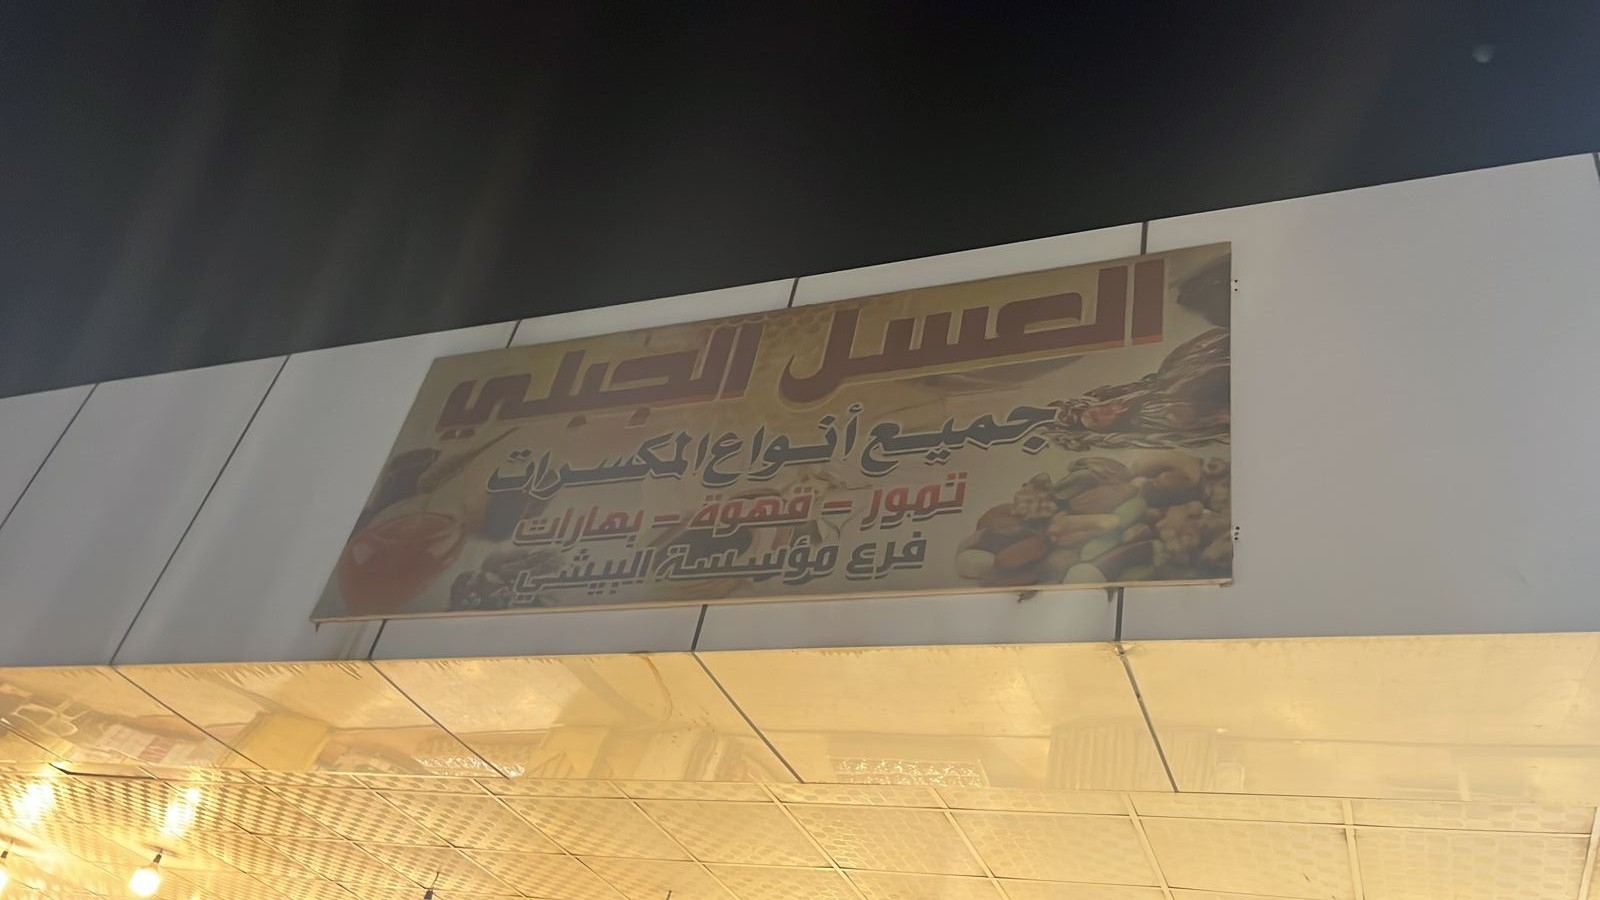 العسل الجبلي
جميع أنواع المكسرات
تمور - قهوة - بهارات
فرع مؤسسة البيشي